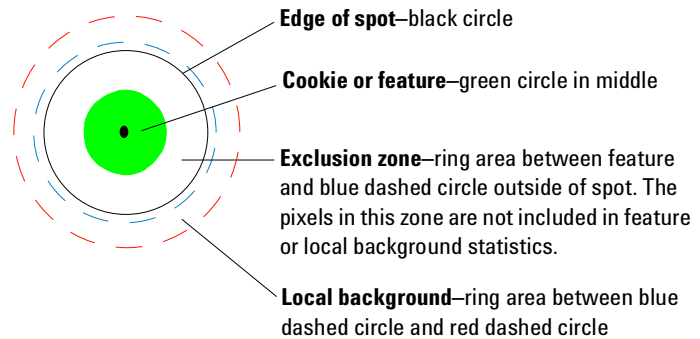 Edge of spot–black circle
Cookie or feature–green circle in middle
Exclusion zone–ring area between feature
and blue dashed circle outside of spot. The
pixels in this zone are not included in feature
or local background statistics.
Local background–ring area between blue
dashed circle and red dashed circle